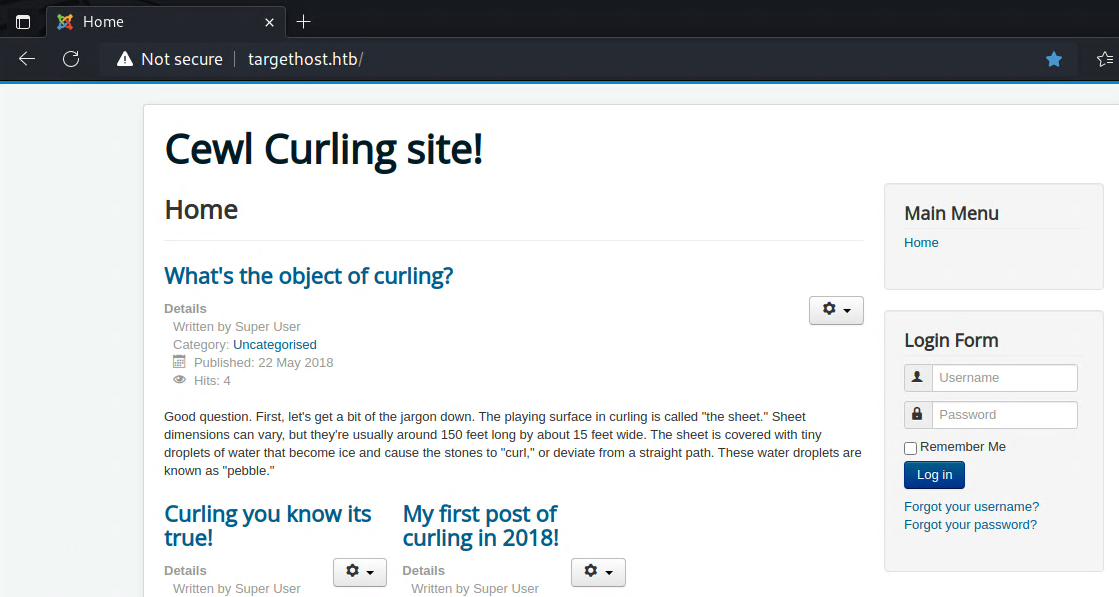 Home
Not secure
targethost.htb/
Cewl Curling site!
Home
What's the object of curling?
Details
Written by Super User
Category: Uncategorised
Published: 22 May 2018
Hits: 4
Good question. First, let's get a bit of the jargon down. The playing surface in curling is called "the sheet." Sheet
dimensions can vary, but they're usually around 150 feet long by about 15 feet wide. The sheet is covered with tiny
droplets of water that become ice and cause the stones to "curl," or deviate from a straight path. These water droplets are
known as "pebble."
Curling you know its
true!
Details
Written by Super User
My first post of
curling in 2018!
Details
Written by Super User
Main Menu
Home
Login Form
Username
Password
Remember Me
Log in
Forgot your username?
Forgot your password?